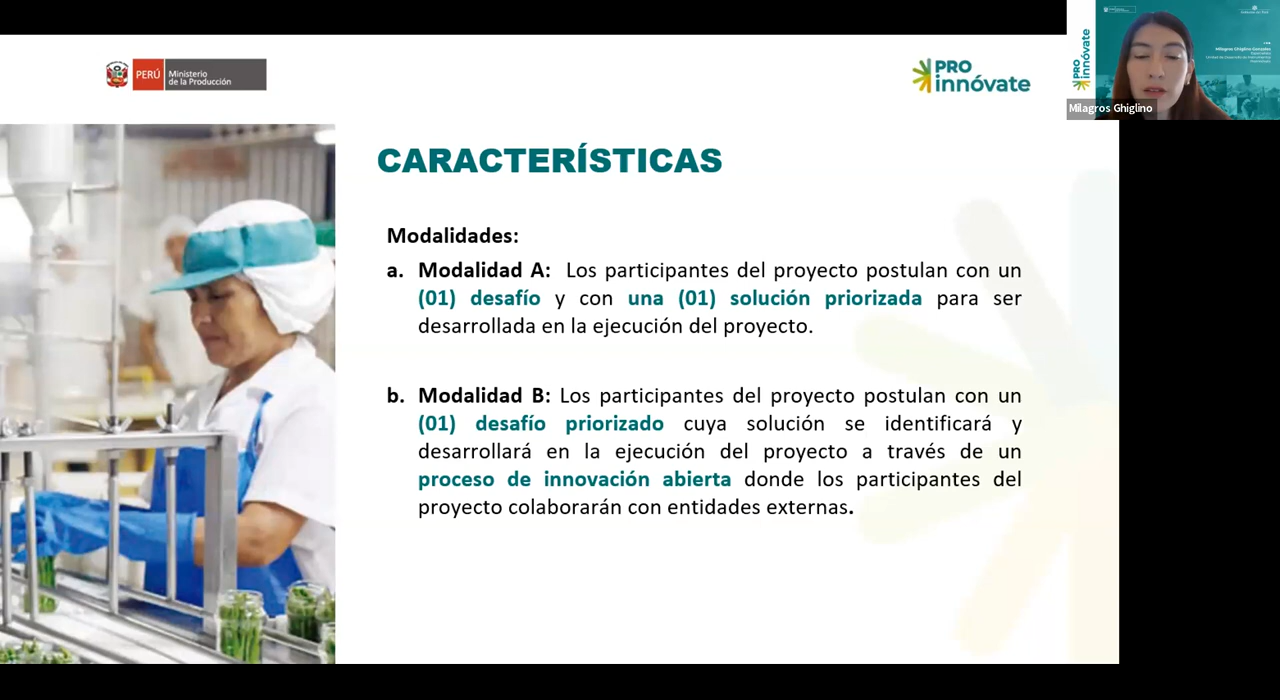 PERÚ
Ministerio
de la Producción
PRO
innóvate
PRO
innóvate
Milagros Ghiglino
CARACTERÍSTICAS
Modalidades:
a. Modalidad A: Los participantes del proyecto postulan con un
(01) desafío y con una (01) solución priorizada para ser
desarrollada en la ejecución del proyecto.
b. Modalidad B: Los participantes del proyecto postulan con un
(01) desafío priorizado cuya solución se identificará y
desarrollará en la ejecución del proyecto a través de un
proceso de innovación abierta donde los participantes del
proyecto colaborarán con entidades externas.